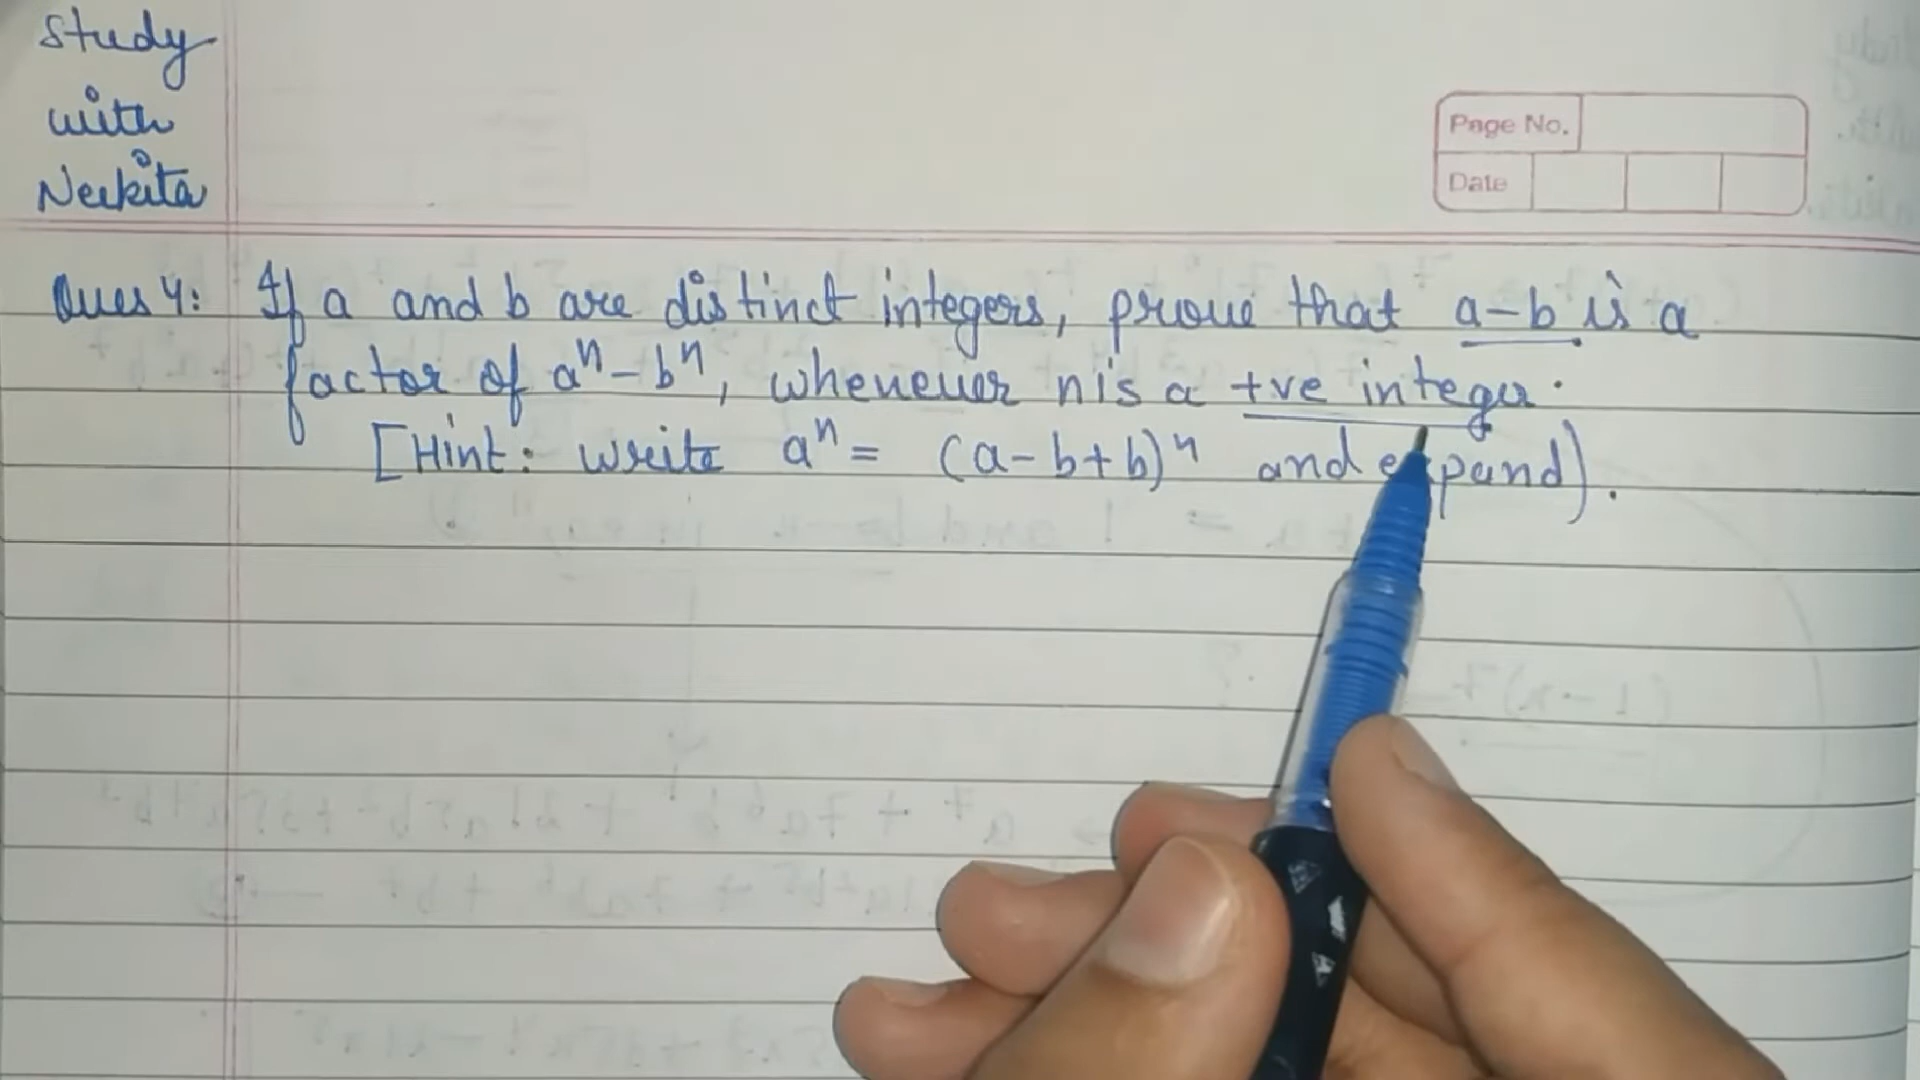 Study
with
Neekita
Page No.
Date
Ques 4: If a and b are distinct integers, prove that a-b is a
factor of aⁿ-bⁿ, whenever n is a +ve integer.
[Hint: write aⁿ = (a-b+b)ⁿ and expand).